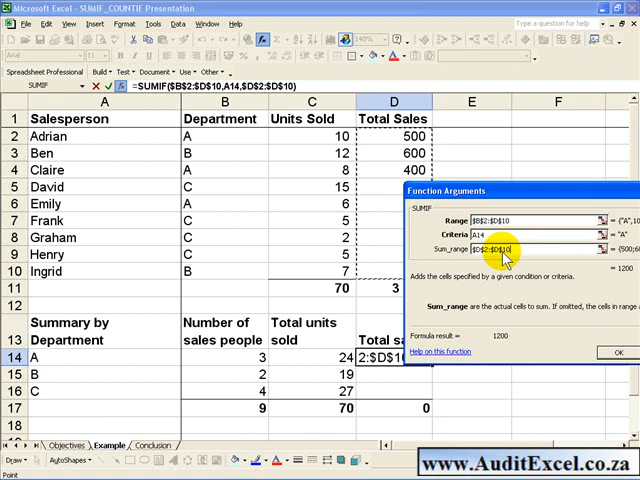 Microsoft Excel - SUMIF_COUNTIF Presentation
File Edit View Insert Format Tools Data Window Help
Type a question for help
140%
Spreadsheet Professional Build Test Document Use Other
SUMIF =SUMIF($B$2:$D$10,A14,$D$2:$D$10)
A B C D E F
1 Salesperson Department Units Sold Total Sales
2 Adrian A 10 500
3 Ben B 12 600
4 Claire A 8 400
5 David C 15
6 Emily A 6
7 Frank C 5
8 Graham C 2
9 Henry C 5
10 Ingrid B 7
11 70 3
12
13 Summary by Department Number of sales people Total units sold Total sa
14 A 3 24 2:$D$10
15 B 2 19
16 C 4 27
17 9 70 0
18
Function Arguments
SUMIF
Range $B$2:$D$10 = {"A",10
Criteria A14 = "A"
Sum_range $D$2:$D$10 = {500;60
= 1200
Adds the cells specified by a given condition or criteria.
Sum_range are the actual cells to sum. If omitted, the cells in range a
Formula result = 1200
Help on this function OK
Objectives Example Conclusion
Draw AutoShapes
Point
www.AuditExcel.co.za